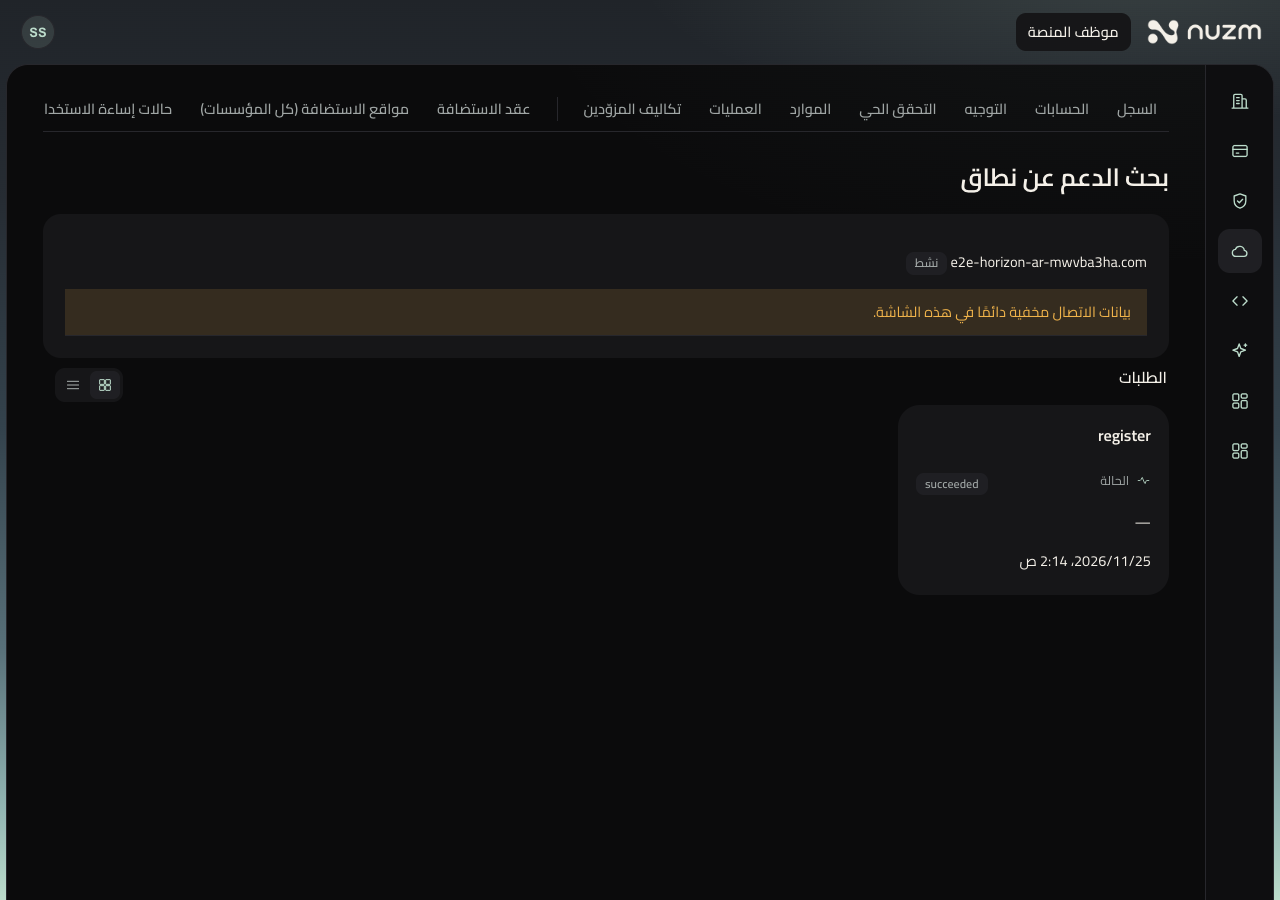 nuzm
موظف المنصة
SS
السجل
الحسابات
التوجيه
التحقق الحي
الموارد
العمليات
تكاليف المزوّدين
عقد الاستضافة
مواقع الاستضافة (كل المؤسسات)
حالات إساءة الاستخدا
بحث الدعم عن نطاق
e2e-horizon-ar-mwvba3ha.com نشط
بيانات الاتصال مخفية دائمًا في هذه الشاشة.
الطلبات
register
الحالة
succeeded
—
2026/11/25، 2:14 ص